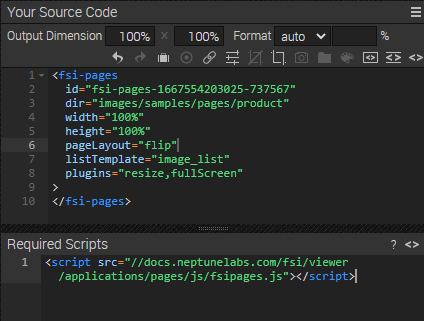 Your Source Code
Output Dimension 100% X 100% Format auto %
1 <fsi-pages
2 id="fsi-pages-1667554203025-737567"
3 dir="images/samples/pages/product"
4 width="100%"
5 height="100%"
6 pageLayout="flip"
7 listTemplate="image_list"
8 plugins="resize,fullScreen"
9 >
10 </fsi-pages>
Required Scripts ? <>
1 <script src="//docs.neptunelabs.com/fsi/viewer
/applications/pages/js/fsipages.js"></script>